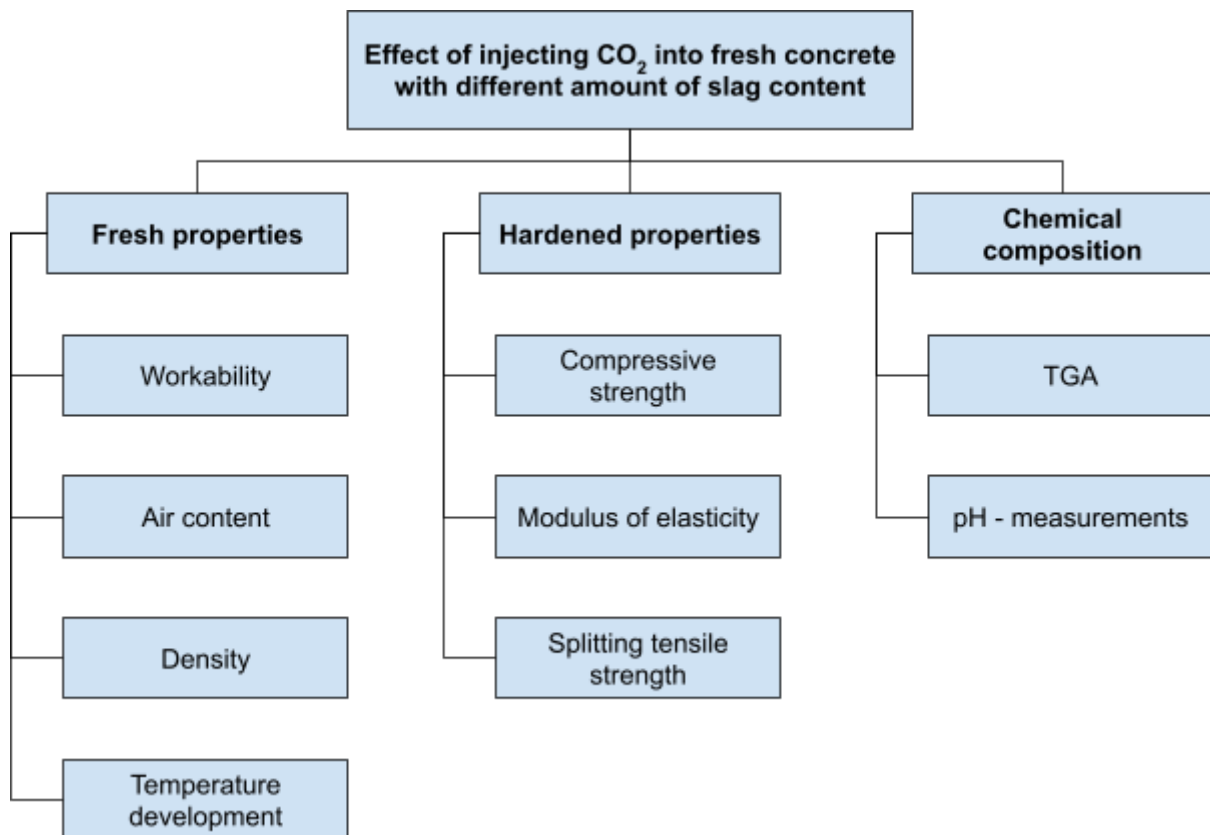 Effect of injecting CO₂ into fresh concrete
with different amount of slag content
Fresh properties
Workability
Air content
Density
Temperature
development
Hardened properties
Compressive
strength
Modulus of elasticity
Splitting tensile
strength
Chemical
composition
TGA
pH - measurements